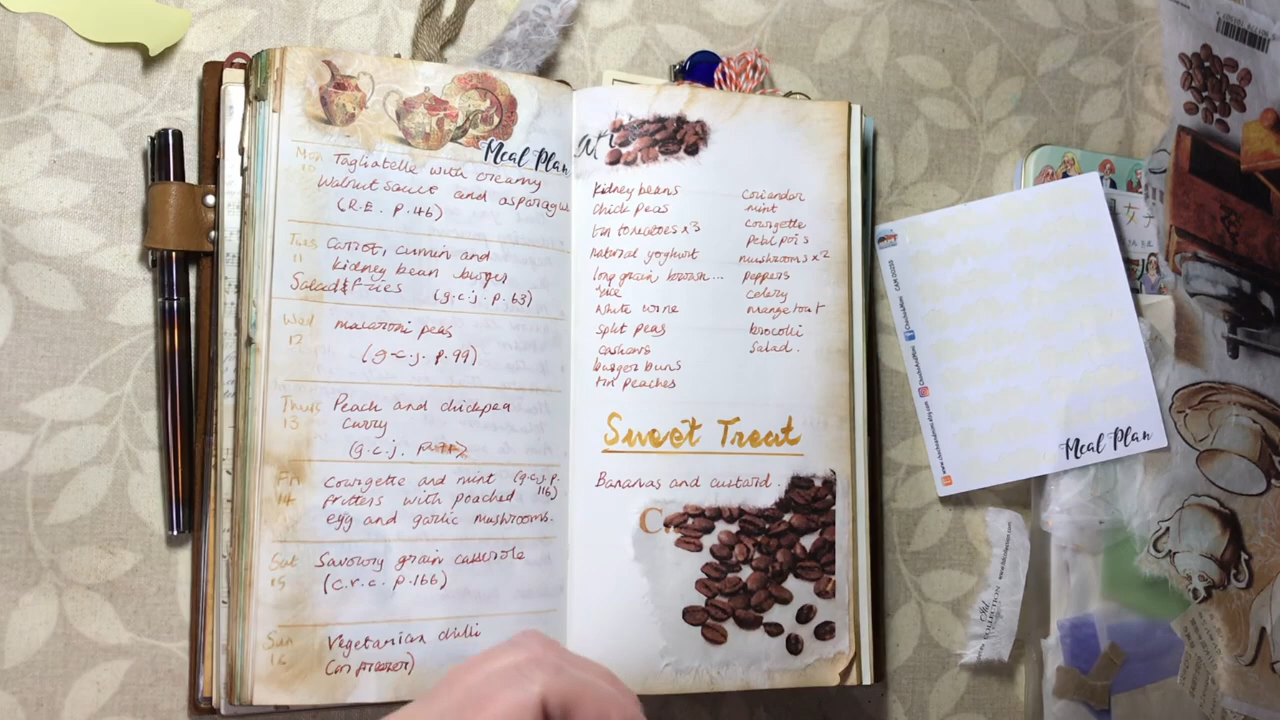 Meal Plan
Mon
10
Tagliatelle with creamy
Walnut sauce and asparagus
(R.E. P.46)
Tues
11
Carrot, cumin and
kidney bean burger
Salad & Fries (g.c.j. p.63)
Wed
12
macaroni peas
(g.c.j. p.99)
Thurs
13
Peach and chickpea
curry
(g.c.j.
Fri
14
Courgette and mint (g.c.j. p.
116)
fritters with poached
egg and garlic mushrooms.
Sat
15
Savoury grain casserole
(c.r.c. p.166)
Sun
16
Vegetarian chilli
(in freezer)
kidney beans
chick peas
tin tomatoes x3
natural yoghurt
long grain brown...
rice
white wine
split peas
cashews
burger buns
tin peaches
coriander
mint
courgette
petit pois
mushrooms x2
peppers
celery
mangetout
brocolli
salad.
Sweet Treat
Bananas and custard.
C
Meal Plan
COLLECTION